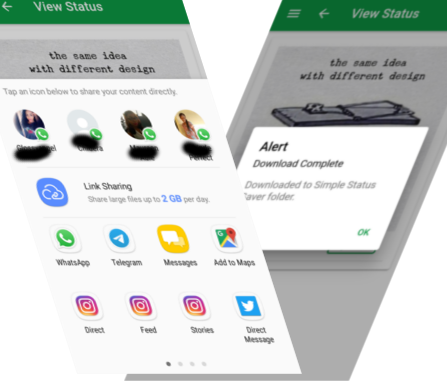 View Status
the same idea
with different design
Tap an icon below to share your content directly.
Perfect
Link Sharing
Share large files up to 2 GB per day.
WhatsApp
Telegram
Messages
Add to Maps
Direct
Feed
Stories
Direct
Message
View Status
the same idea
with different design
Alert
Download Complete
Downloaded to Simple Status
Saver folder.
OK